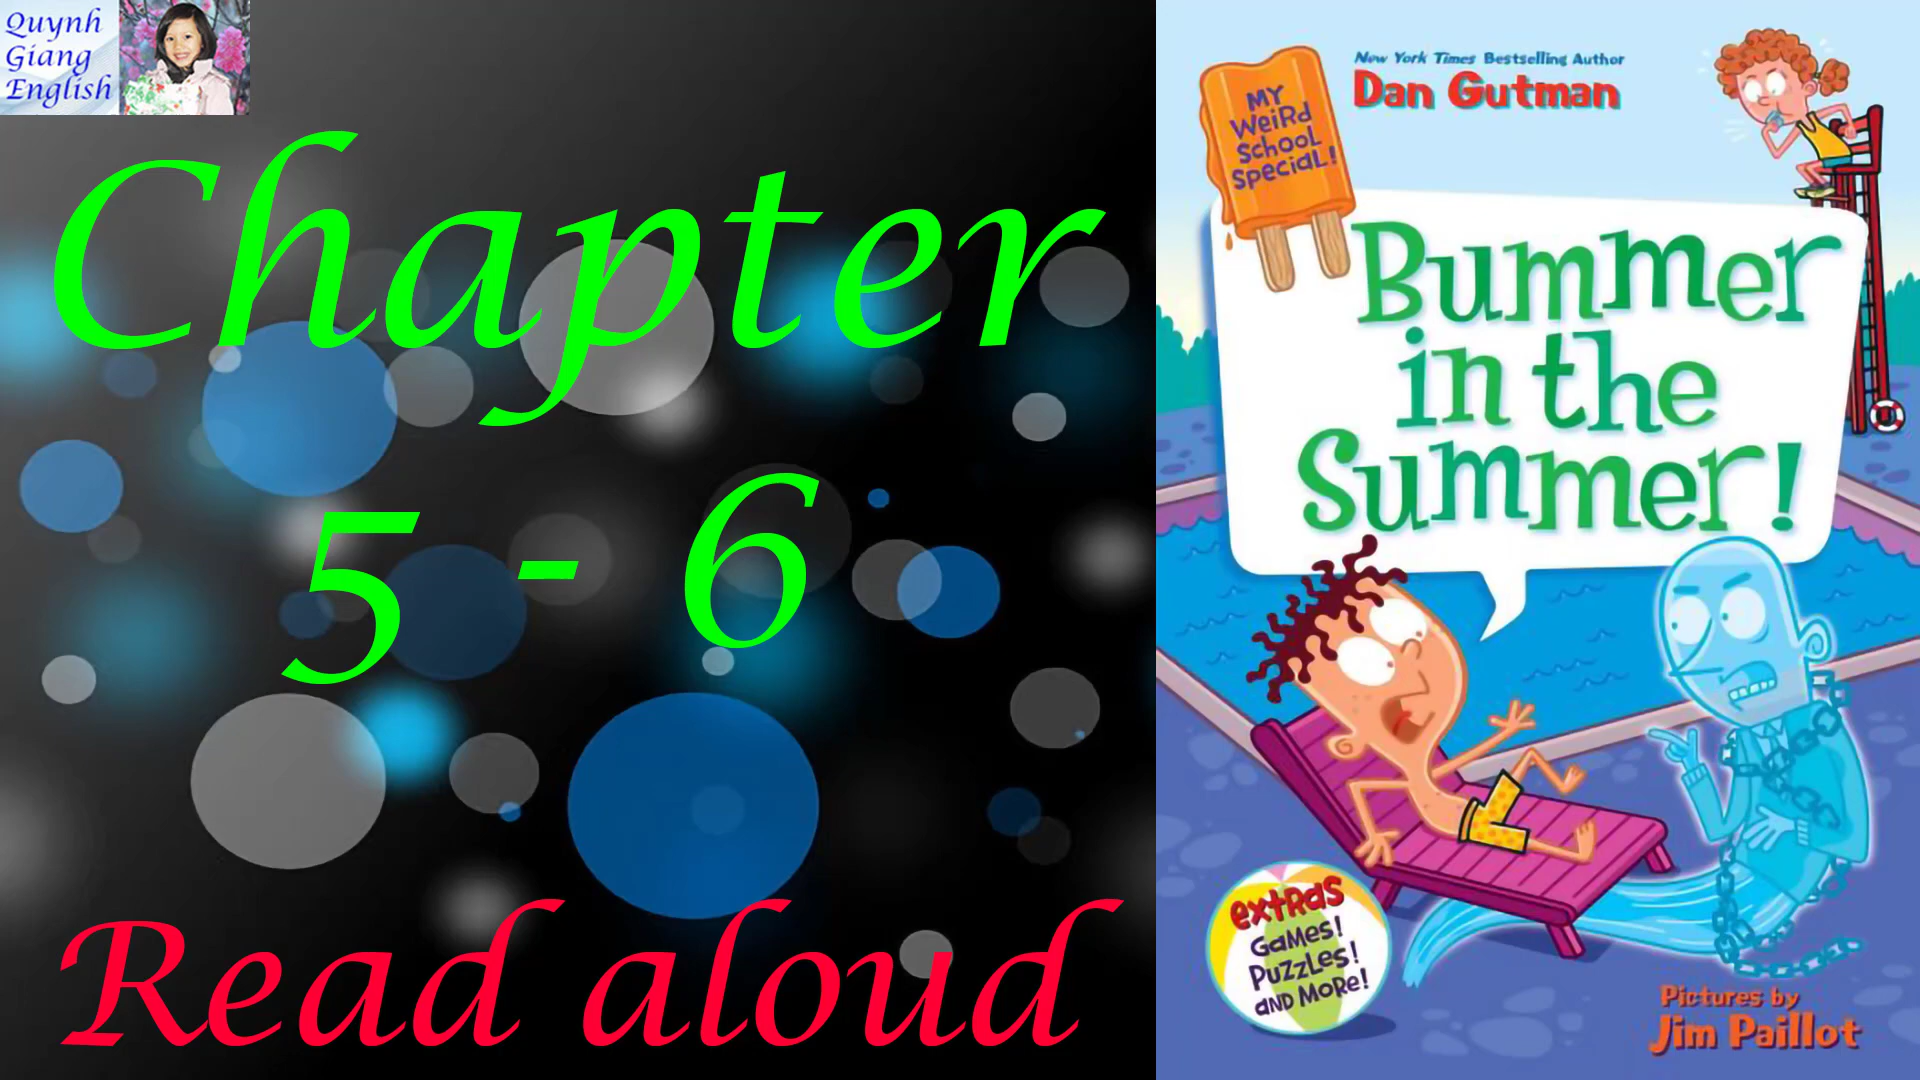 Quynh
Giang
English
Chapter
5 - 6
Read aloud
MY
WeiRd
SchooL
SpeciaL!
New York Times Bestselling Author
Dan Gutman
Bummer
in the
Summer!
extRas
GaMes!
PuzzLes!
aND MoRe!
Pictures by
Jim Paillot